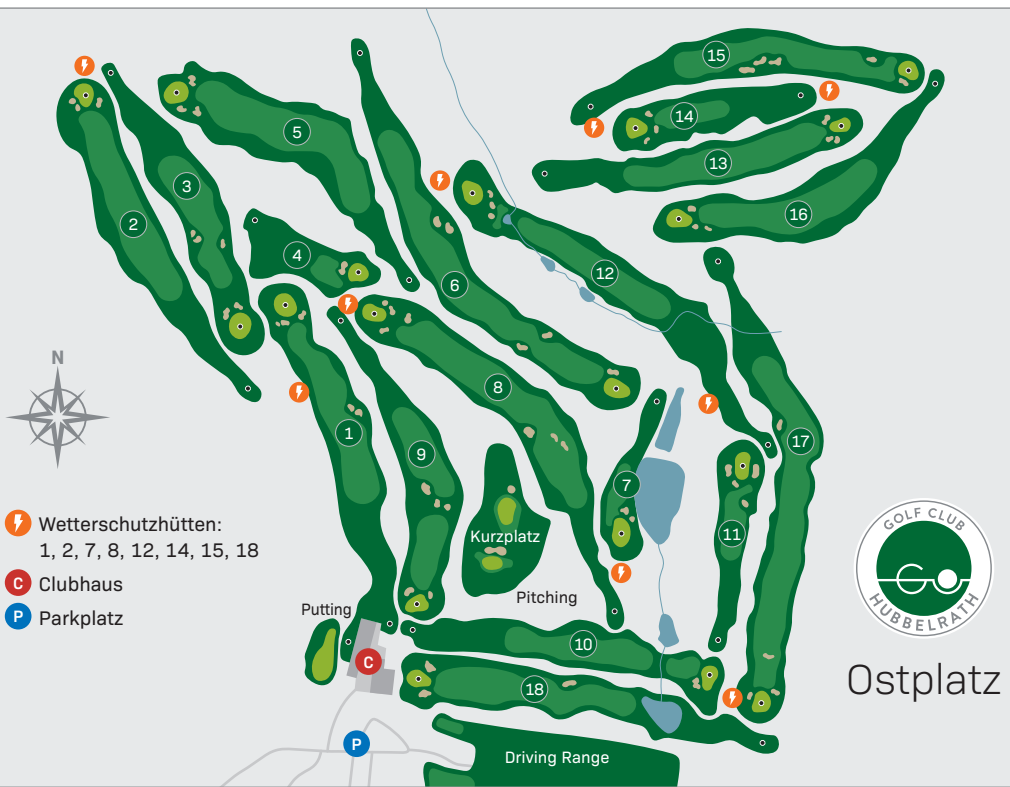 15
14
5
13
3
2
16
4
12
6
N
8
1
9
17
7
Wetterschutzhütten:
1, 2, 7, 8, 12, 14, 15, 18
11
GOLF CLUB
HUBBELRATH
Kurzplatz
C Clubhaus
Pitching
P Parkplatz
Putting
10
C
Ostplatz
18
P
Driving Range